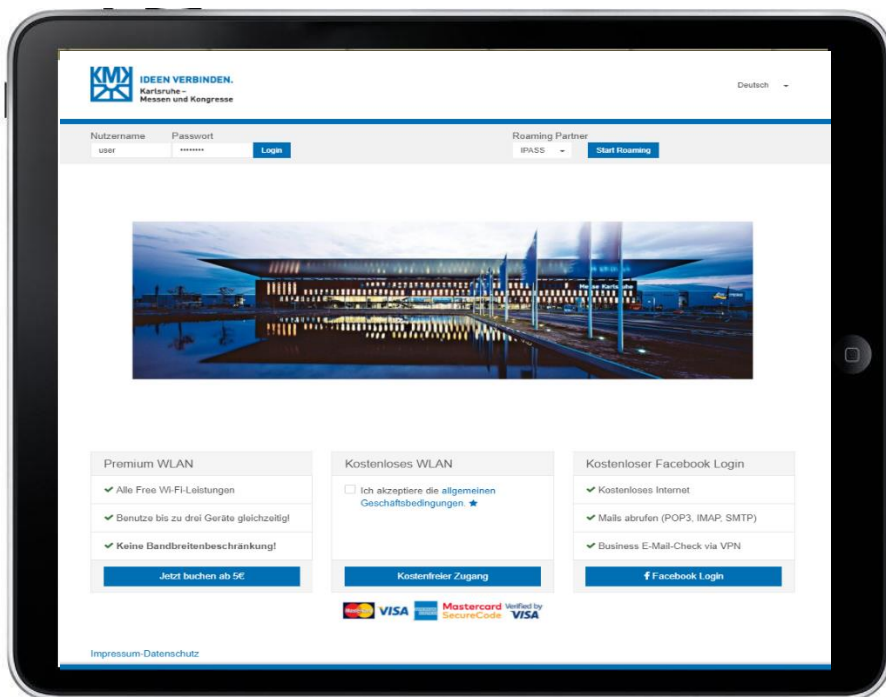 KMK
IDEEN VERBINDEN.
Karlsruhe –
Messen und Kongresse
Deutsch
Nutzername Passwort
user ········ Login
Roaming Partner
IPASS Start Roaming
Messe Karlsruhe
Premium WLAN
Alle Free Wi-Fi-Leistungen
Benutze bis zu drei Geräte gleichzeitig!
Keine Bandbreitenbeschränkung!
Jetzt buchen ab 5€
Kostenloses WLAN
Ich akzeptiere die allgemeinen
Geschäftsbedingungen.
Kostenfreier Zugang
Kostenloser Facebook Login
Kostenloses Internet
Mails abrufen (POP3, IMAP, SMTP)
Business E-Mail-Check via VPN
f Facebook Login
MasterCard VISA Mastercard SecureCode Verified by VISA
Impressum-Datenschutz